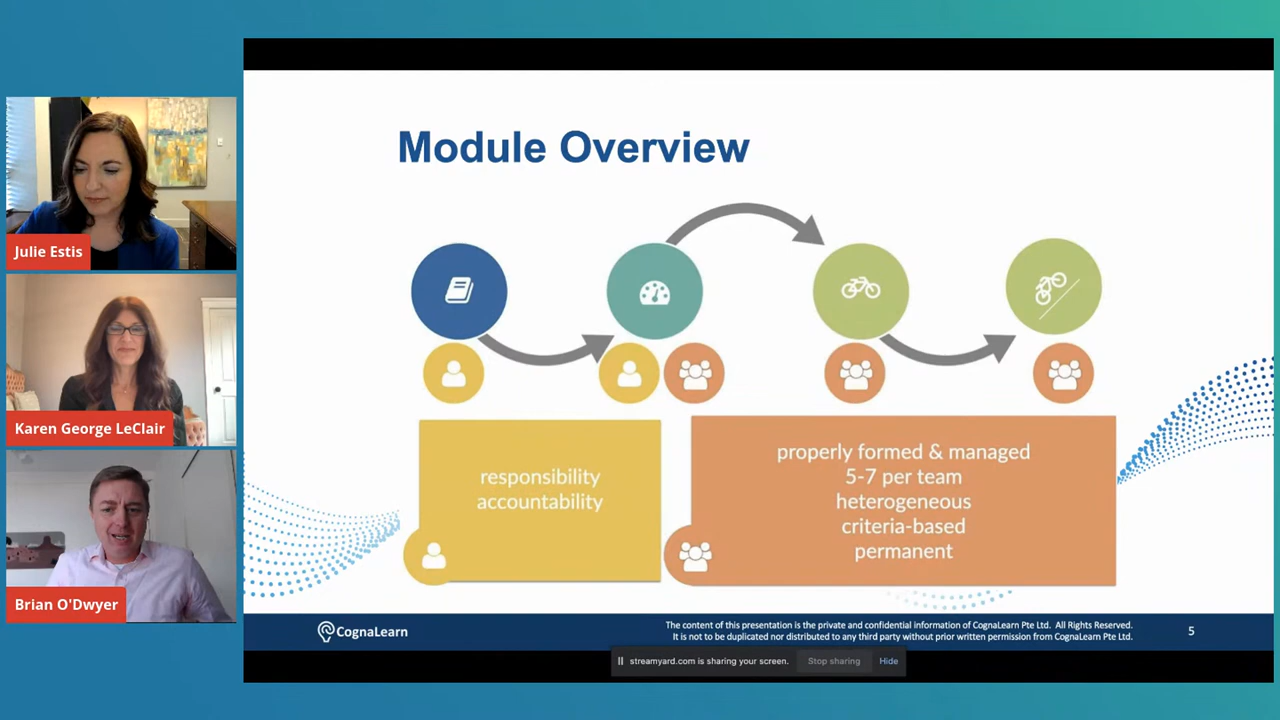 Julie Estis
Karen George LeClair
Brian O'Dwyer
Module Overview
responsibility
accountability
properly formed & managed
5-7 per team
heterogeneous
criteria-based
permanent
CognaLearn
The content of this presentation is the private and confidential information of CognaLearn Pte Ltd. All Rights Reserved.
It is not to be duplicated nor distributed to any third party without prior written permission from CognaLearn Pte Ltd.
5
streamyard.com is sharing your screen.
Stop sharing
Hide